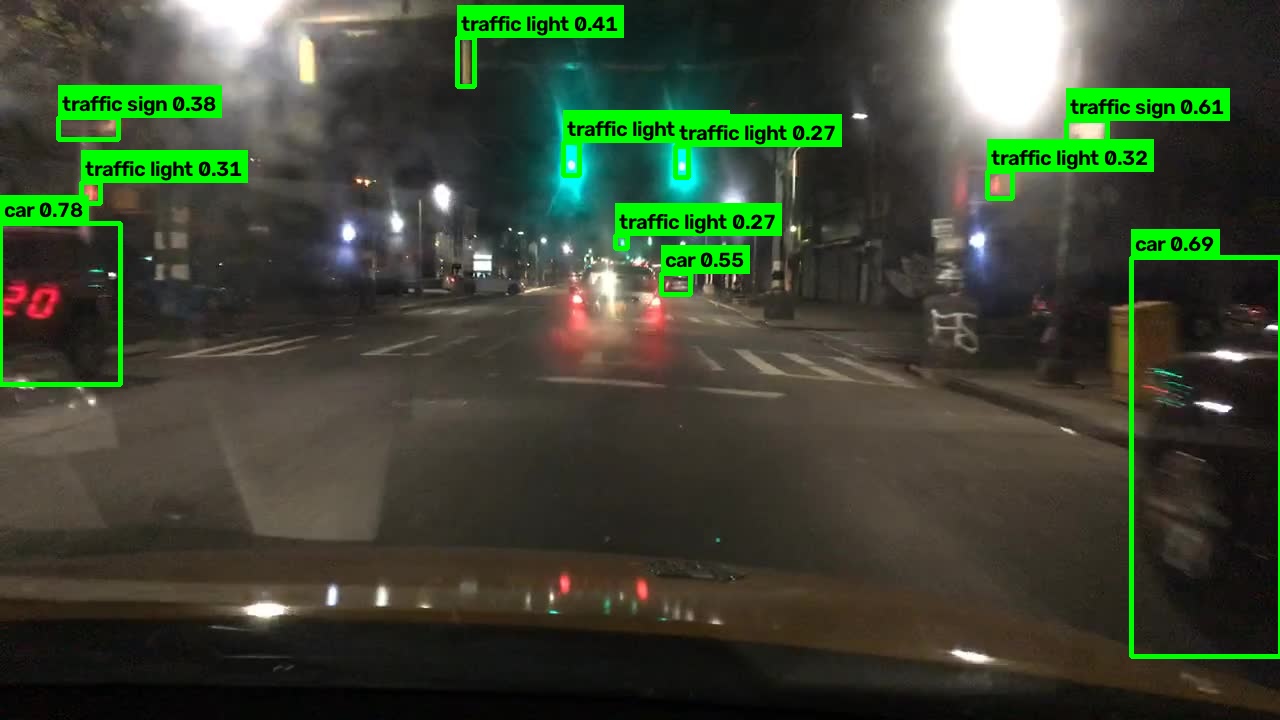 traffic light 0.41
traffic sign 0.38
traffic sign 0.61
traffic light
traffic light 0.27
traffic light 0.31
traffic light 0.32
car 0.78
traffic light 0.27
car 0.69
car 0.55
20